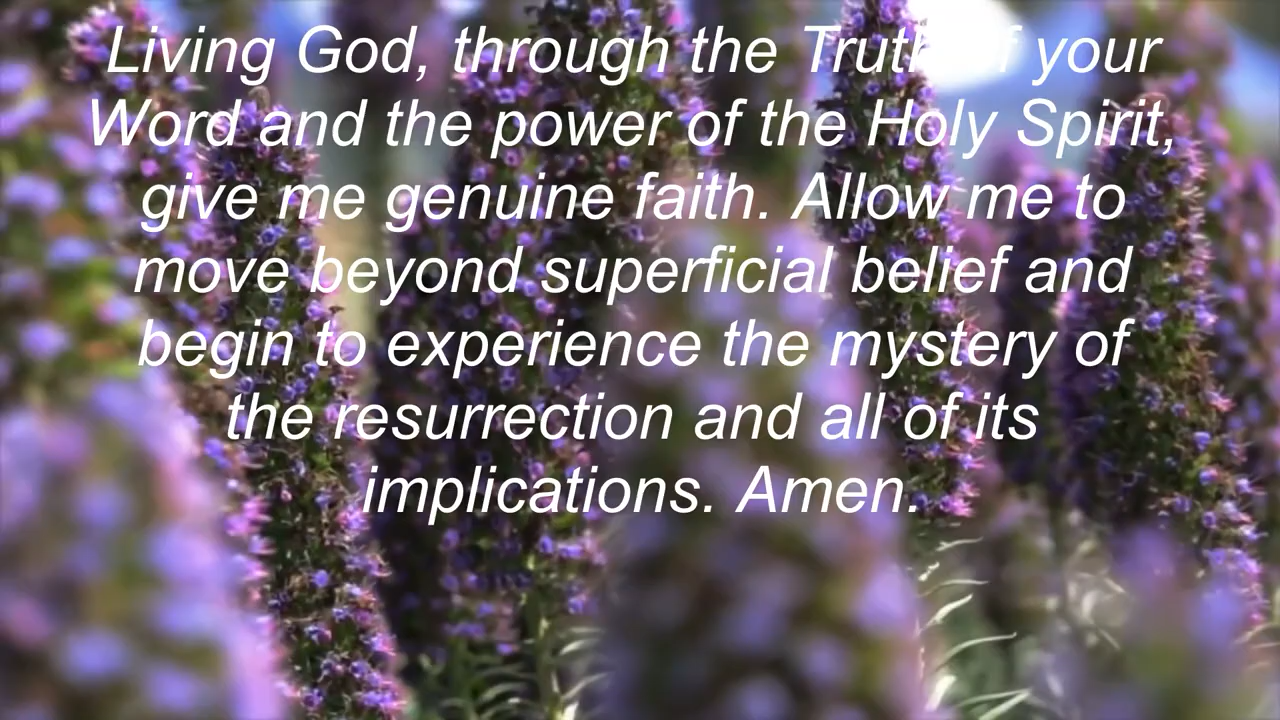 Living God, through the Truth of your
Word and the power of the Holy Spirit,
give me genuine faith. Allow me to
move beyond superficial belief and
begin to experience the mystery of
the resurrection and all of its
implications. Amen.